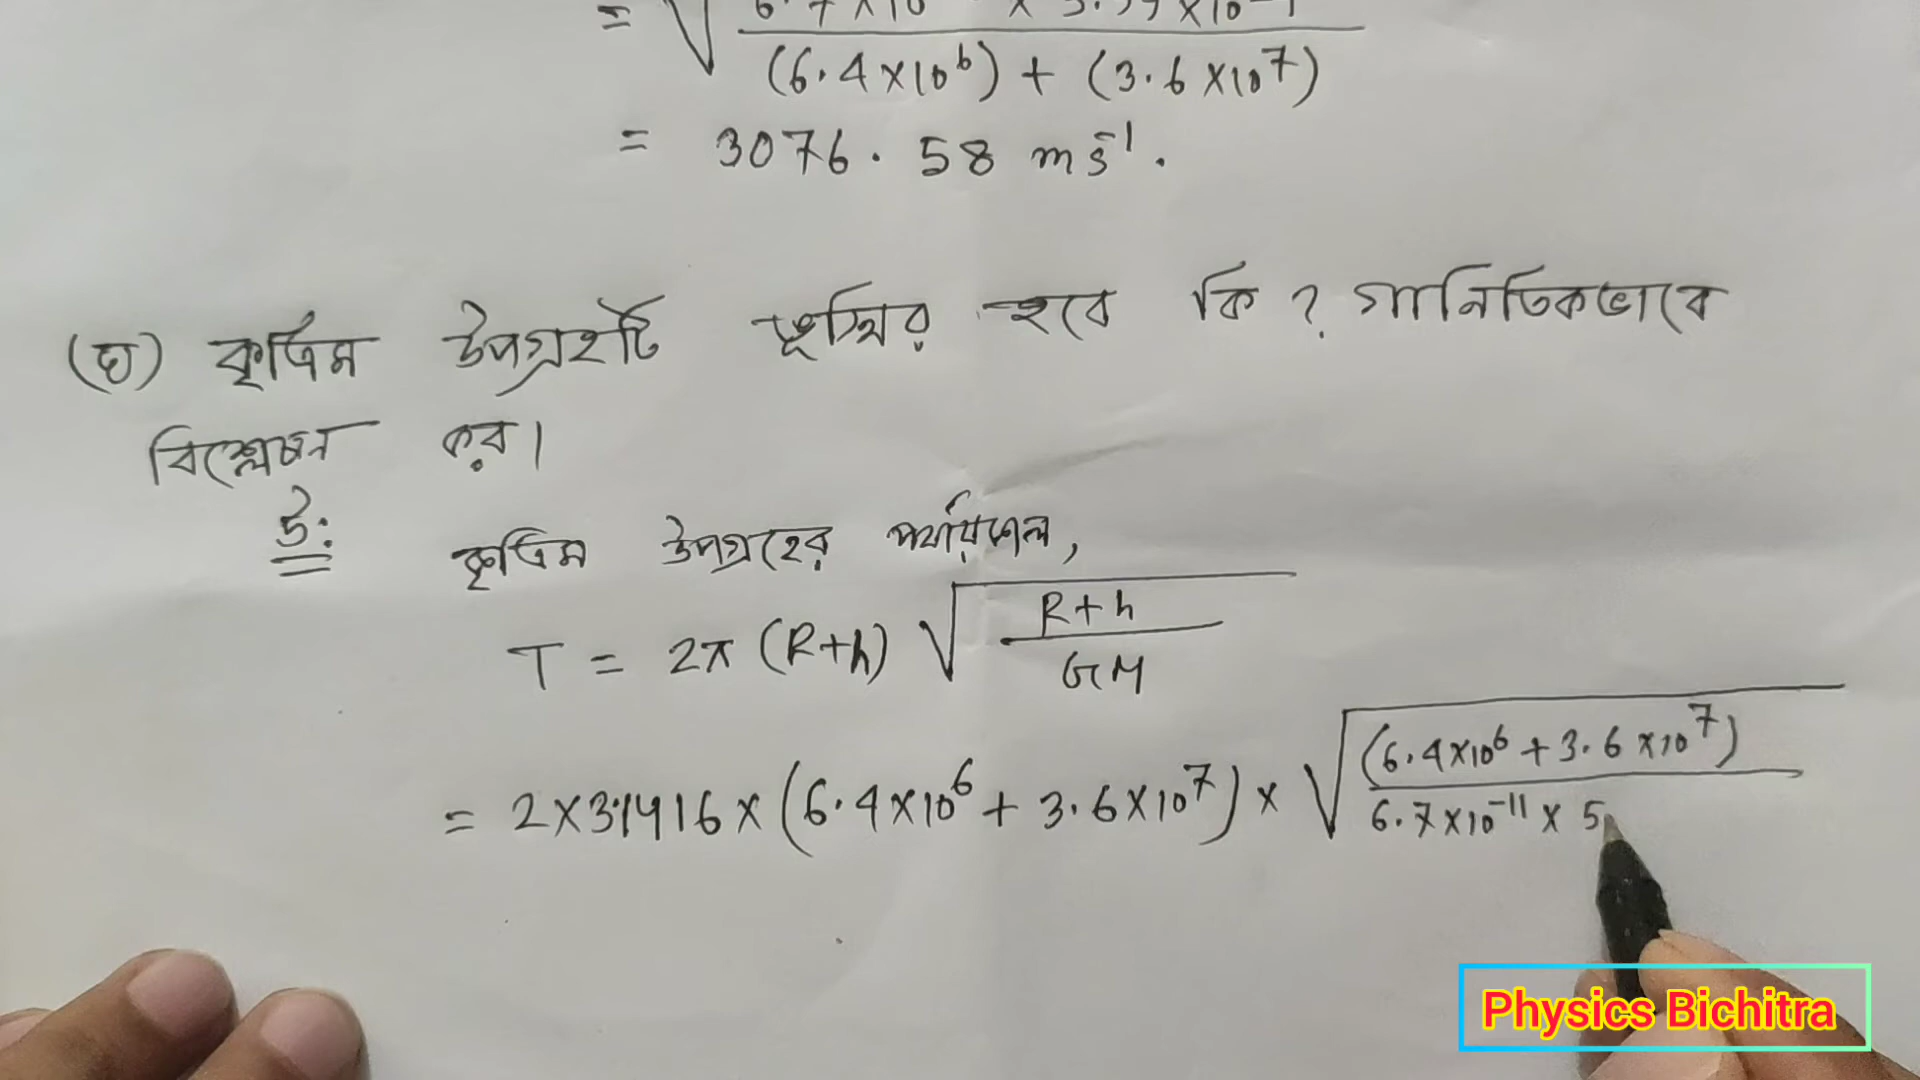 = √
(6.4×10⁶) + (3.6×10⁷)
= 3076.58 ms⁻¹.
(ঘ) কৃত্রিম উপগ্রহটি ভূস্থির হবে কি? গানিতিকভাবে
বিশ্লেষন কর।
উ: কৃত্রিম উপগ্রহের পর্যায়কাল,
T = 2π (R+h) √
R+h
GM
= 2×3.1416×(6.4×10⁶ + 3.6×10⁷) × √
(6.4×10⁶ + 3.6×10⁷)
6.7×10⁻¹¹ × 5.
Physics Bichitra